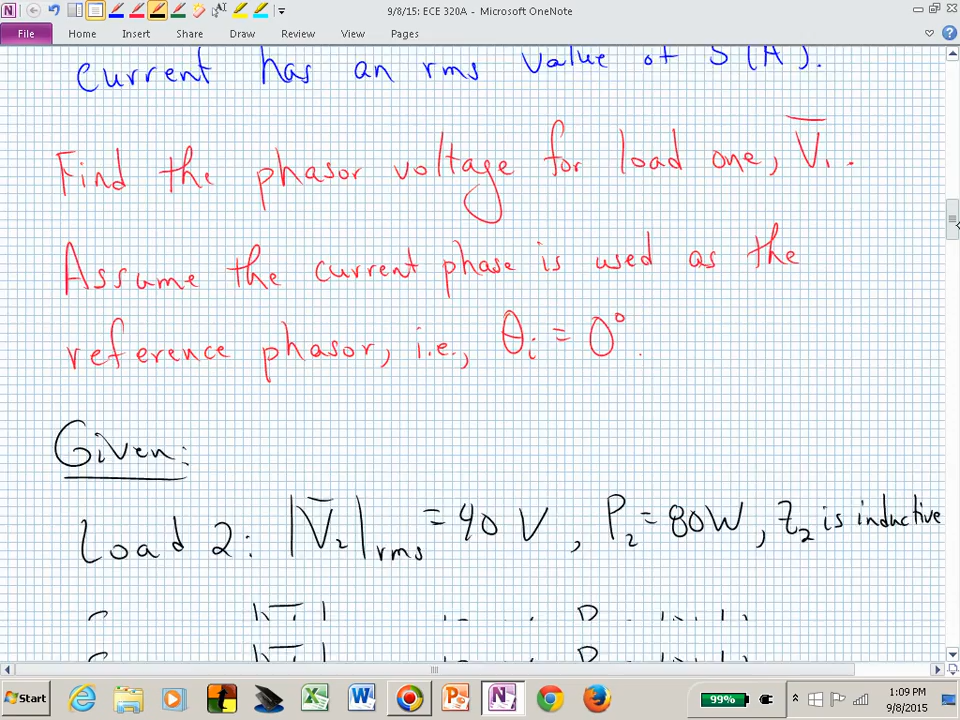 9/8/15: ECE 320A - Microsoft OneNote
File Home Insert Share Draw Review View Pages
Current has an rms value of 5(A).
Find the phasor voltage for load one, V̅₁.
Assume the current phase is used as the
reference phasor, i.e., θi = 0°.
Given:
Load 2: |V̅₂|rms = 40 V, P₂ = 80W, Z₂ is inductive
Start
99%
1:09 PM
9/8/2015